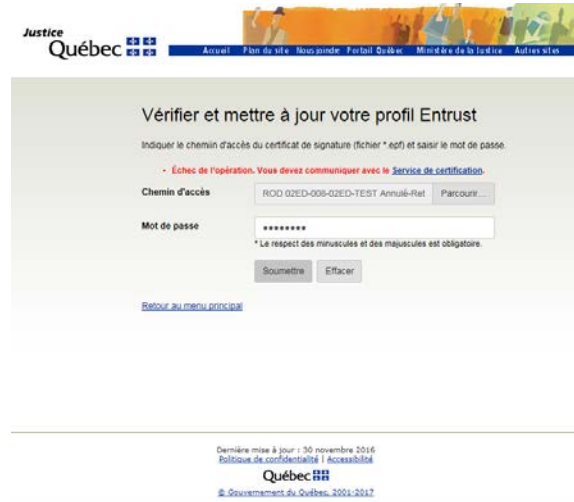 Justice
Québec
Accueil Plan du site Nous joindre Portail Québec Ministère de la Justice Autres sites
Vérifier et mettre à jour votre profil Entrust
Indiquer le chemiin d'accès du certificat de signature (fichier *.epf) et saisir le mot de passe.
• Échec de l'opération. Vous devez communiquer avec le Service de certification.
Chemin d'accès ROD 02ED-008-02ED-TEST Annulé-Ret Parcourir...
Mot de passe ••••••••
* Le respect des minuscules et des majuscules est obligatoire.
Soumettre Effacer
Retour au menu principal
Dernière mise à jour : 30 novembre 2016
Politique de confidentialité | Accessibilité
Québec
© Gouvernement du Québec, 2001-2017